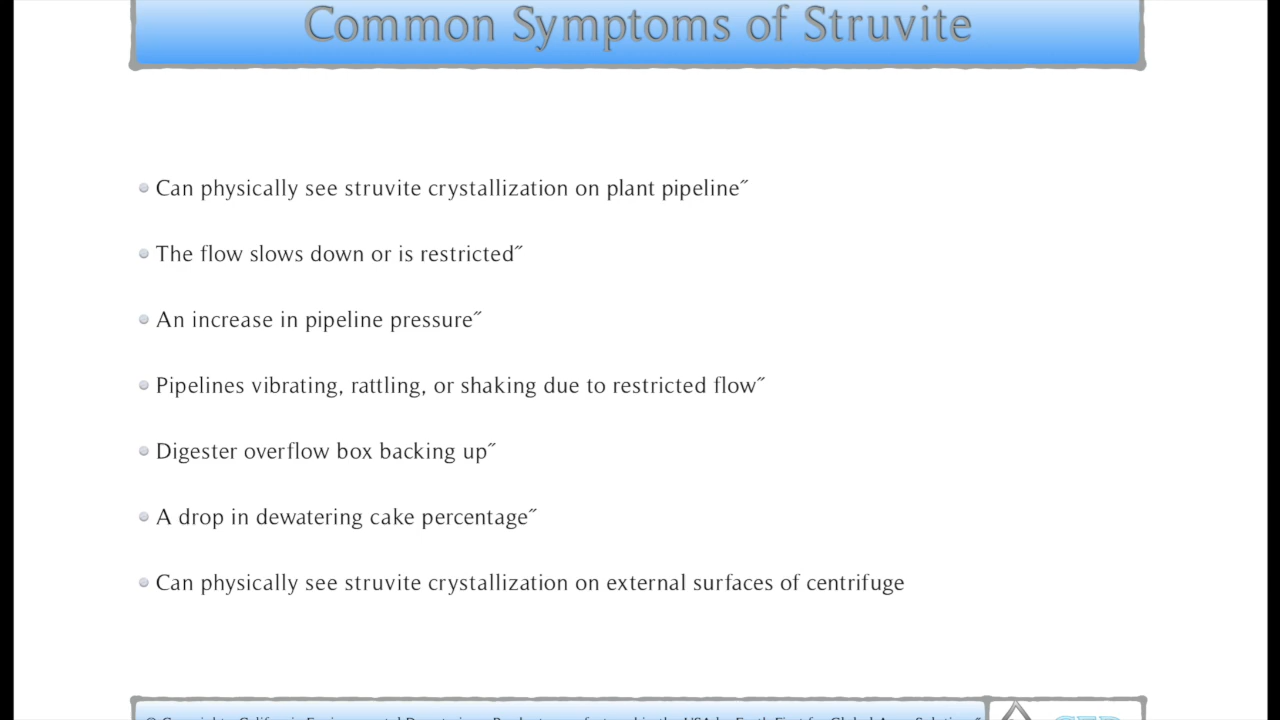 Common Symptoms of Struvite
Can physically see struvite crystallization on plant pipeline˝
The flow slows down or is restricted˝
An increase in pipeline pressure˝
Pipelines vibrating, rattling, or shaking due to restricted flow˝
Digester overflow box backing up˝
A drop in dewatering cake percentage˝
Can physically see struvite crystallization on external surfaces of centrifuge